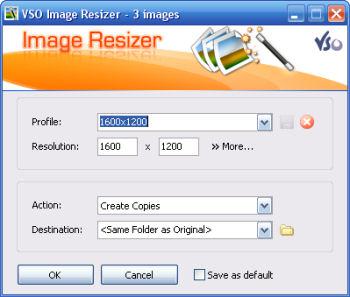 VSO Image Resizer - 3 images
Image Resizer
VSO
Profile: 1600x1200
Resolution: 1600 x 1200 » More...
Action: Create Copies
Destination: <Same Folder as Original>
OK Cancel Save as default